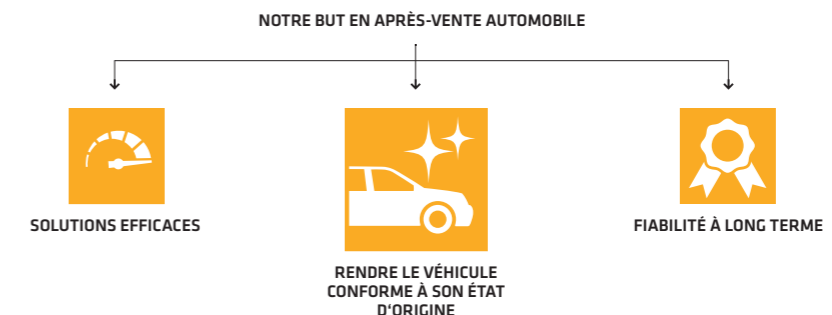 NOTRE BUT EN APRÈS-VENTE AUTOMOBILE
SOLUTIONS EFFICACES
RENDRE LE VÉHICULE
CONFORME À SON ÉTAT
D‘ORIGINE
FIABILITÉ À LONG TERME